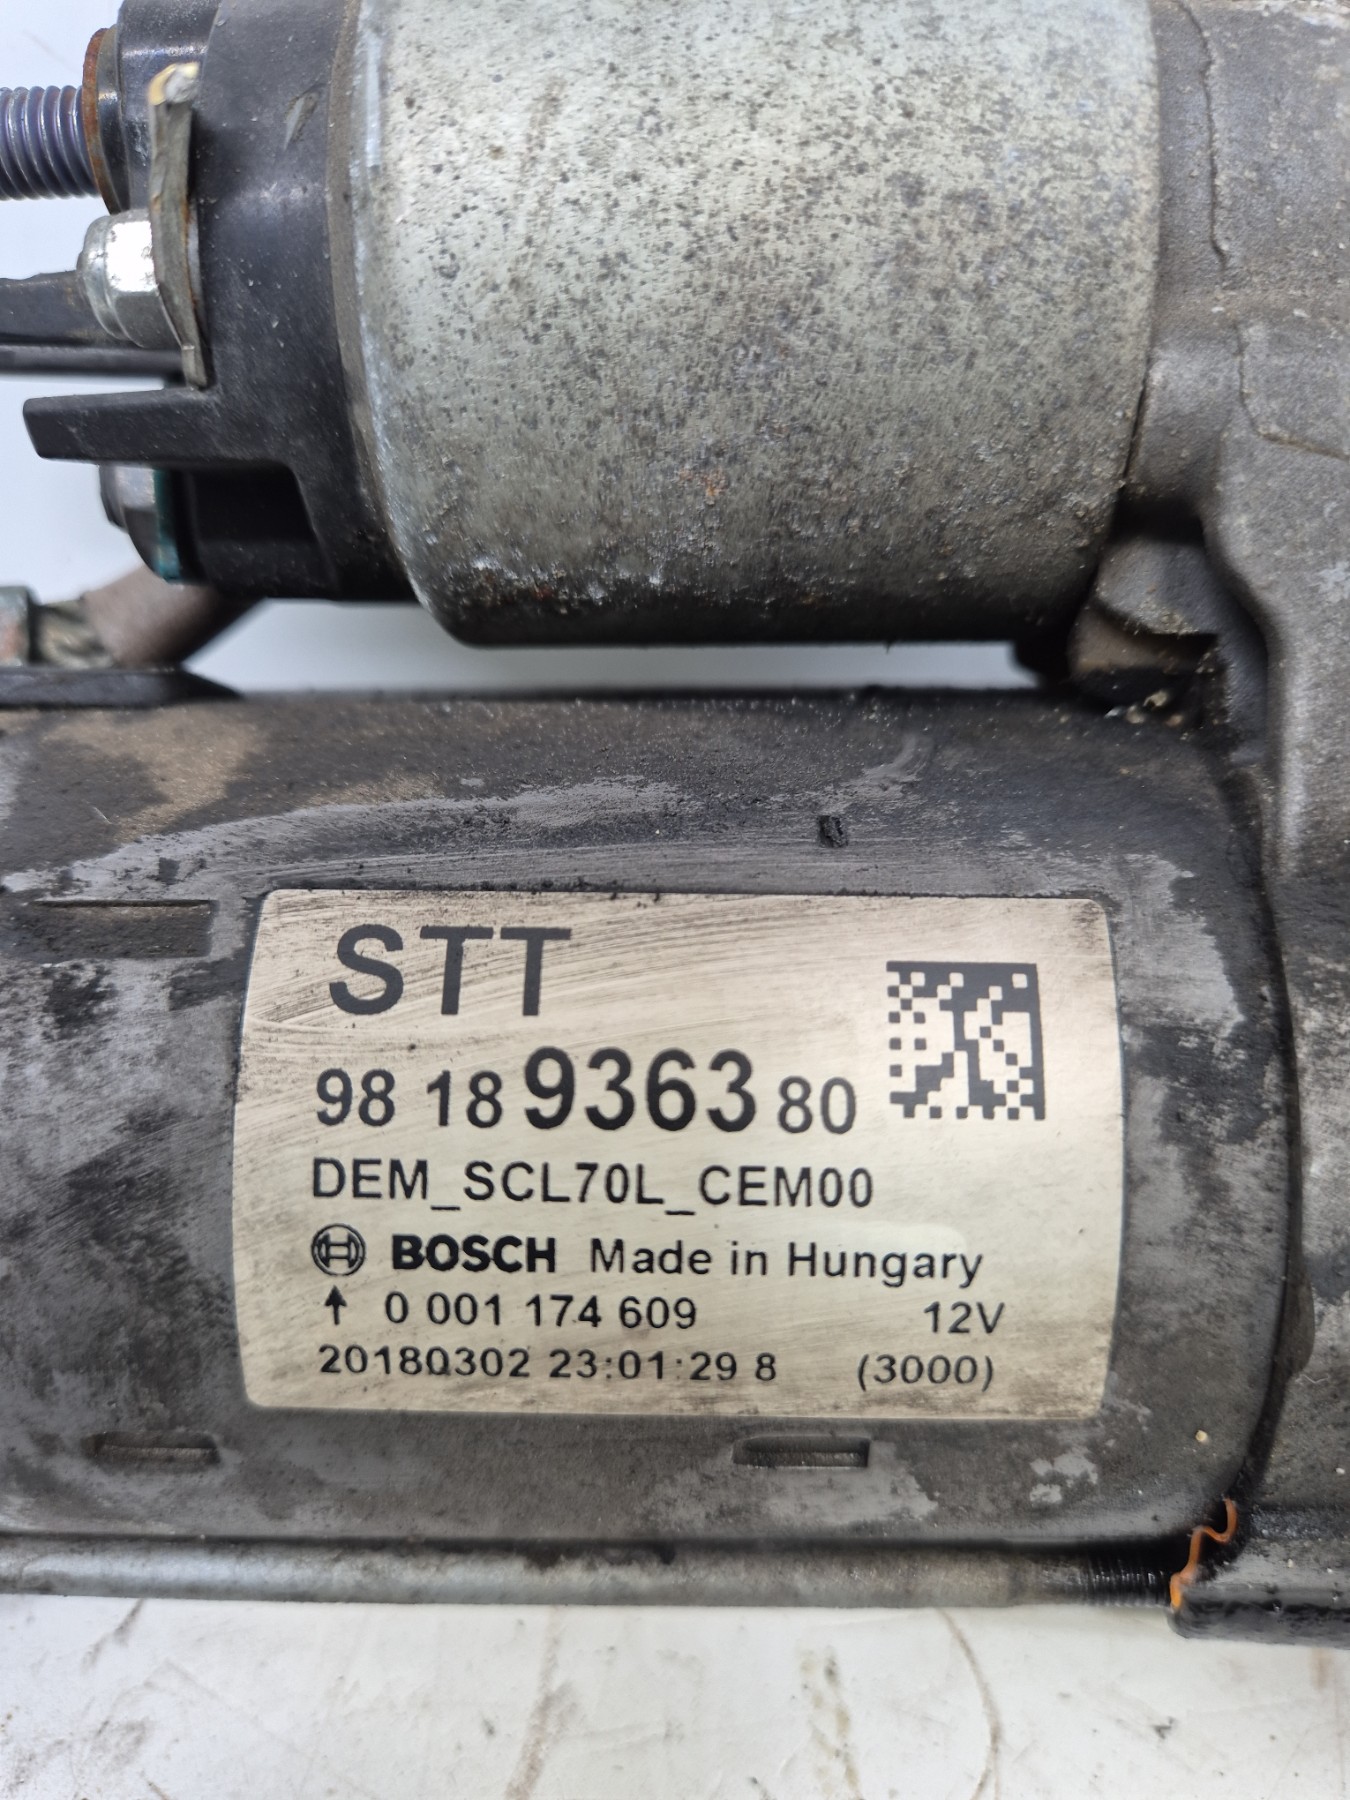 STT
98 18 9363 80
DEM_SCL70L_CEM00
BOSCH Made in Hungary
↑ 0 001 174 609 12V
20180302 23:01:29 8 (3000)